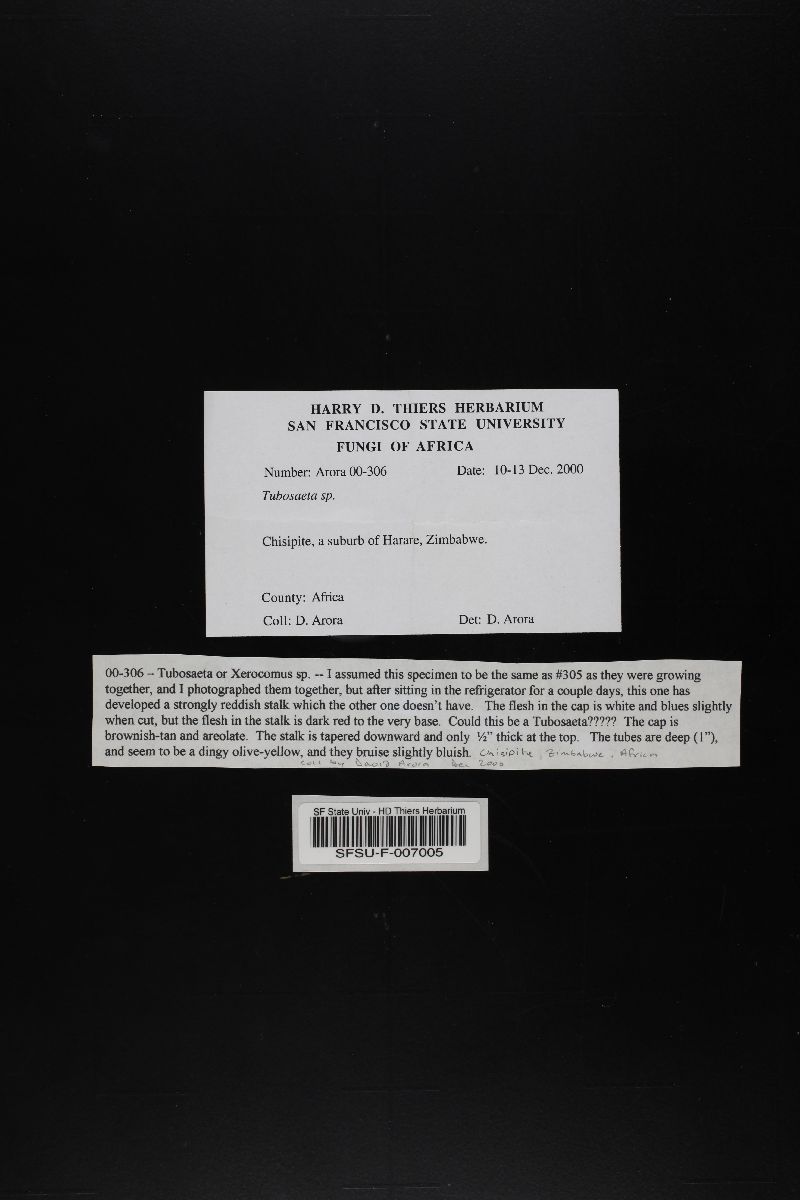 HARRY D. THIERS HERBARIUM
SAN FRANCISCO STATE UNIVERSITY
FUNGI OF AFRICA
Number: Arora 00-306 Date: 10-13 Dec. 2000
Tubosaeta sp.
Chisipite, a suburb of Harare, Zimbabwe.
County: Africa
Coll: D. Arora Det: D. Arora
00-306 -- Tubosaeta or Xerocomus sp. -- I assumed this specimen to be the same as #305 as they were growing
together, and I photographed them together, but after sitting in the refrigerator for a couple days, this one has
developed a strongly reddish stalk which the other one doesn't have. The flesh in the cap is white and blues slightly
when cut, but the flesh in the stalk is dark red to the very base. Could this be a Tubosaeta????? The cap is
brownish-tan and areolate. The stalk is tapered downward and only ½" thick at the top. The tubes are deep (1"),
and seem to be a dingy olive-yellow, and they bruise slightly bluish. Chisipite, Zimbabwe, Africa
coll by David Arora Dec 2000
SF State Univ - HD Thiers Herbarium
SFSU-F-007005